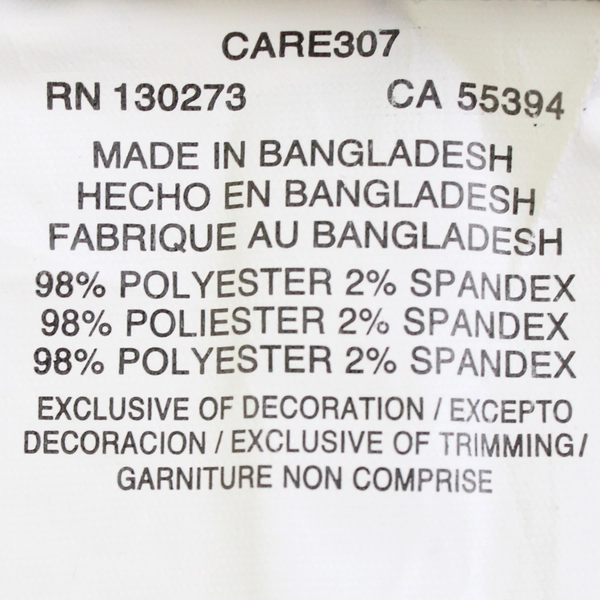 CARE307
RN 130273 CA 55394
MADE IN BANGLADESH
HECHO EN BANGLADESH
FABRIQUE AU BANGLADESH
98% POLYESTER 2% SPANDEX
98% POLIESTER 2% SPANDEX
98% POLYESTER 2% SPANDEX
EXCLUSIVE OF DECORATION / EXCEPTO
DECORACION / EXCLUSIVE OF TRIMMING/
GARNITURE NON COMPRISE